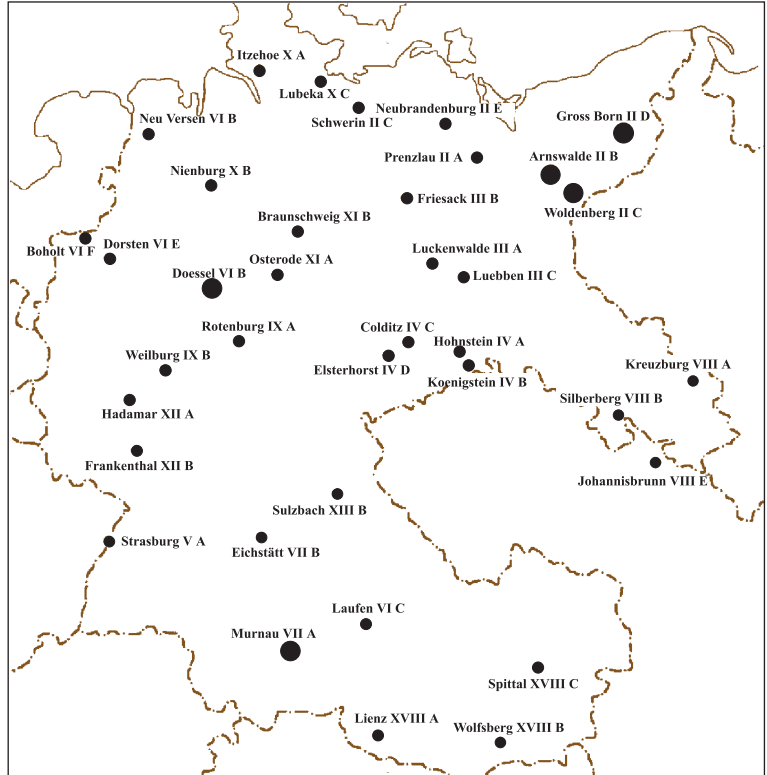 Itzehoe X A
Lubeka X C
Neu Versen VI B
Schwerin II C
Neubrandenburg II E
Gross Born II D
Prenzlau II A
Arnswalde II B
Nienburg X B
Friesack III B
Woldenberg II C
Braunschweig XI B
Boholt VI F
Dorsten VI E
Osterode XI A
Luckenwalde III A
Doessel VI B
Luebben III C
Rotenburg IX A
Colditz IV C
Hohnstein IV A
Weilburg IX B
Elsterhorst IV D
Koenigstein IV B
Kreuzburg VIII A
Silberberg VIII B
Hadamar XII A
Frankenthal XII B
Johannisbrunn VIII E
Sulzbach XIII B
Strasburg V A
Eichstätt VII B
Laufen VI C
Murnau VII A
Spittal XVIII C
Lienz XVIII A
Wolfsberg XVIII B